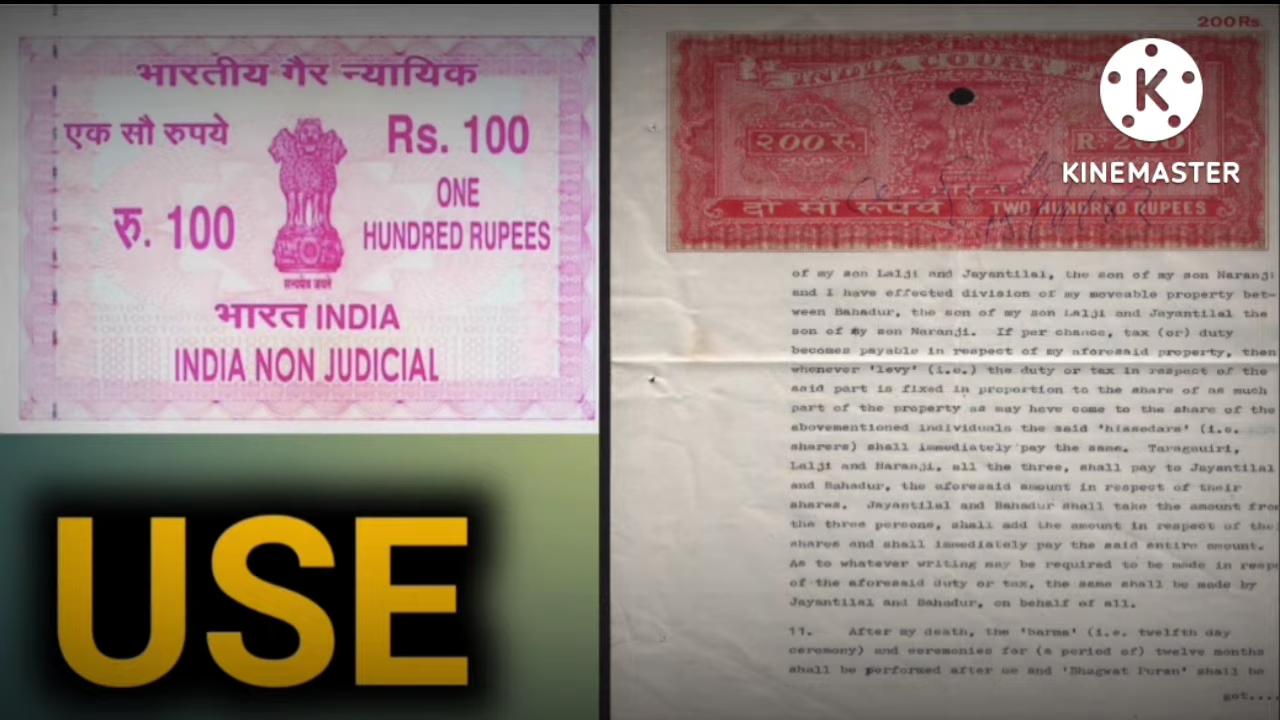 भारतीय गैर न्यायिक
एक सौ रुपये
Rs. 100
रु. 100
ONE
HUNDRED RUPEES
सत्यमेव जयते
भारत INDIA
INDIA NON JUDICIAL
USE
200 Rs.
INDIA COURT
२०० रु.
दो सौ रूपये
TWO HUNDRED RUPEES
K
KINEMASTER
of my son Lalji and Jayantilal, the son of my son Naranji
and I have effected division of my moveable property bet-
ween Bahadur, the son of my son Lalji and Jayantilal the
son of my son Naranji. If per chance, tax (or) duty
becomes payable in respect of my aforesaid property, then
whenever 'levy' (i.e.) the duty or tax in respect of the
said part is fixed in proportion to the share of as much
part of the property as may have come to the share of the
abovementioned individuals the said 'hissedars' (i.e.
sharers) shall immediately pay the same. Taragauiri,
Lalji and Naranji, all the three, shall pay to Jayantilal
and Bahadur, the aforesaid amount in respect of their
shares. Jayantilal and Bahadur shall take the amount from
the three persons, shall add the amount in respect of the
shares and shall immediately pay the said entire amount.
As to whatever writing may be required to be made in resp
of the aforesaid duty or tax, the same shall be made by
Jayantilal and Bahadur, on behalf of all.
11. After my death, the 'barma' (i.e. twelfth day
ceremony) and ceremonies for (a period of) twelve months
shall be performed after me and 'Bhagwat Puran' shall be
got....